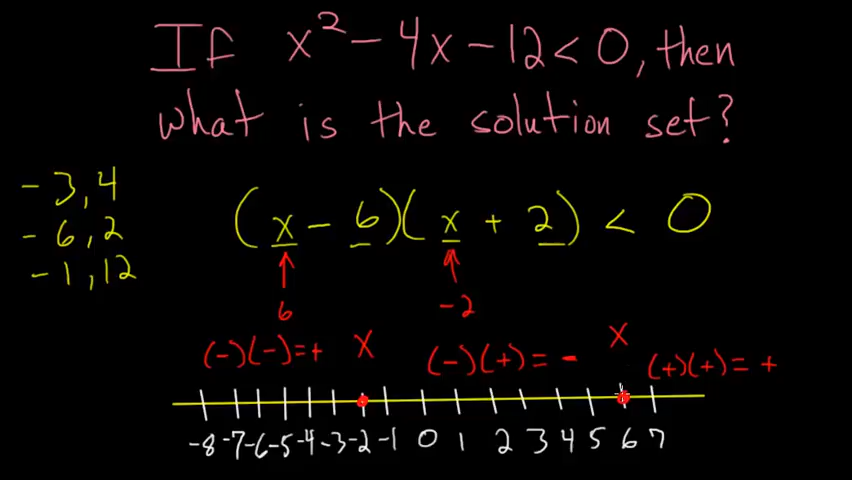 If x² - 4x - 12 < 0, then
what is the solution set?
- 3, 4
- 6, 2
- 1, 12
(x - 6)(x + 2) < 0
6
-2
(-)(-) = +
X
(-)(+) = -
X
(+)(+) = +
-8 -7 -6 -5 -4 -3 -2 -1 0 1 2 3 4 5 6 7